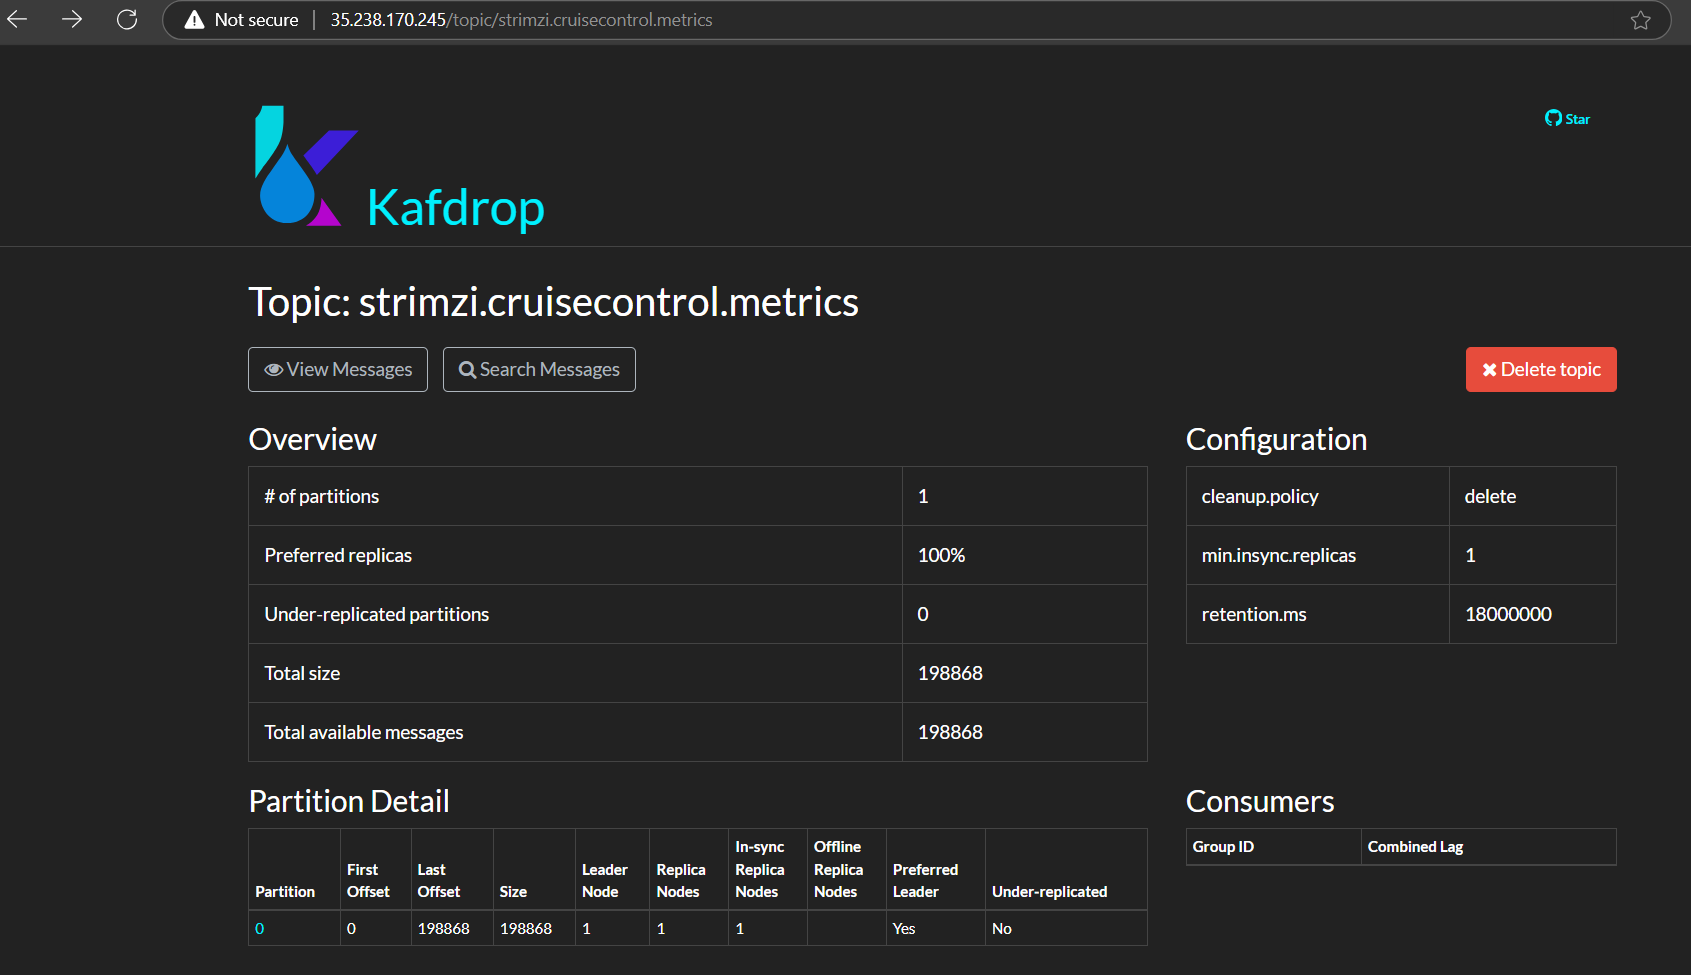 Not secure 35.238.170.245/topic/strimzi.cruisecontrol.metrics
Star
Kafdrop
Topic: strimzi.cruisecontrol.metrics
View Messages Search Messages Delete topic
Overview
# of partitions 1
Preferred replicas 100%
Under-replicated partitions 0
Total size 198868
Total available messages 198868
Configuration
cleanup.policy delete
min.insync.replicas 1
retention.ms 18000000
Partition Detail
Partition First Offset Last Offset Size Leader Node Replica Nodes In-sync Replica Nodes Offline Replica Nodes Preferred Leader Under-replicated
0 0 198868 198868 1 1 1 Yes No
Consumers
Group ID Combined Lag